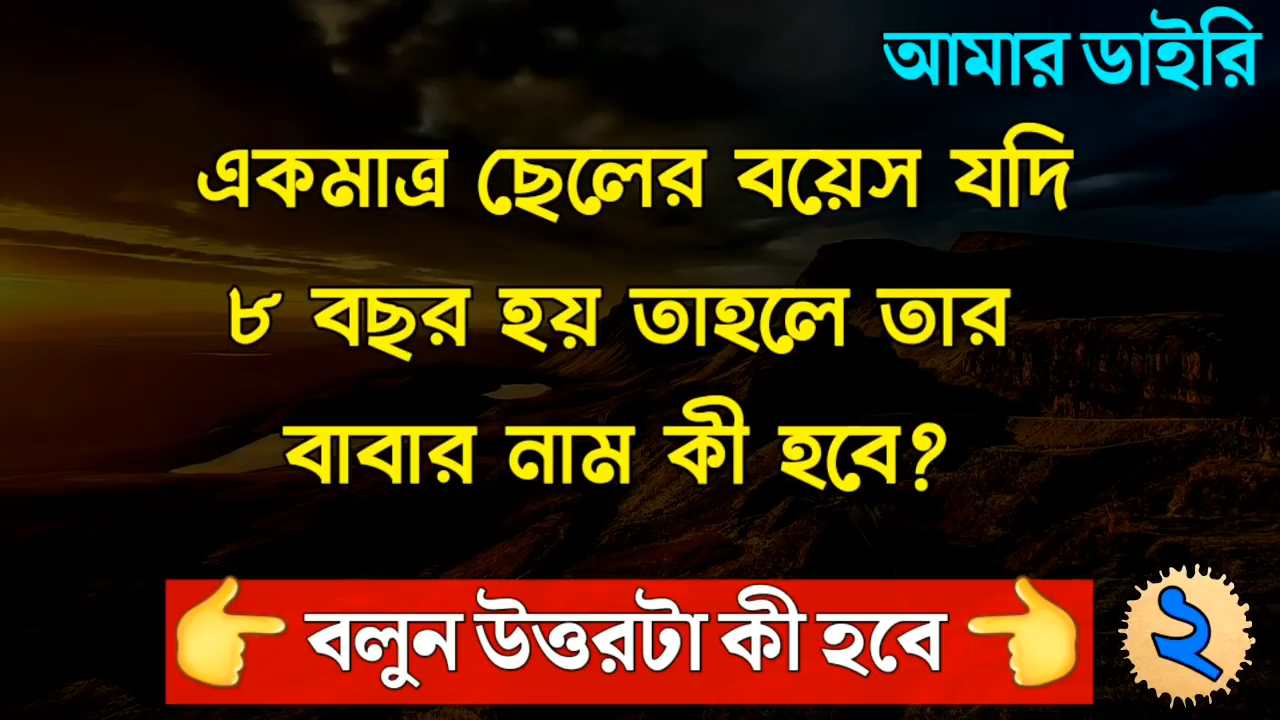 আমার ডাইরি
একমাত্র ছেলের বয়েস যদি
৮ বছর হয় তাহলে তার
বাবার নাম কী হবে?
বলুন উত্তরটা কী হবে
২